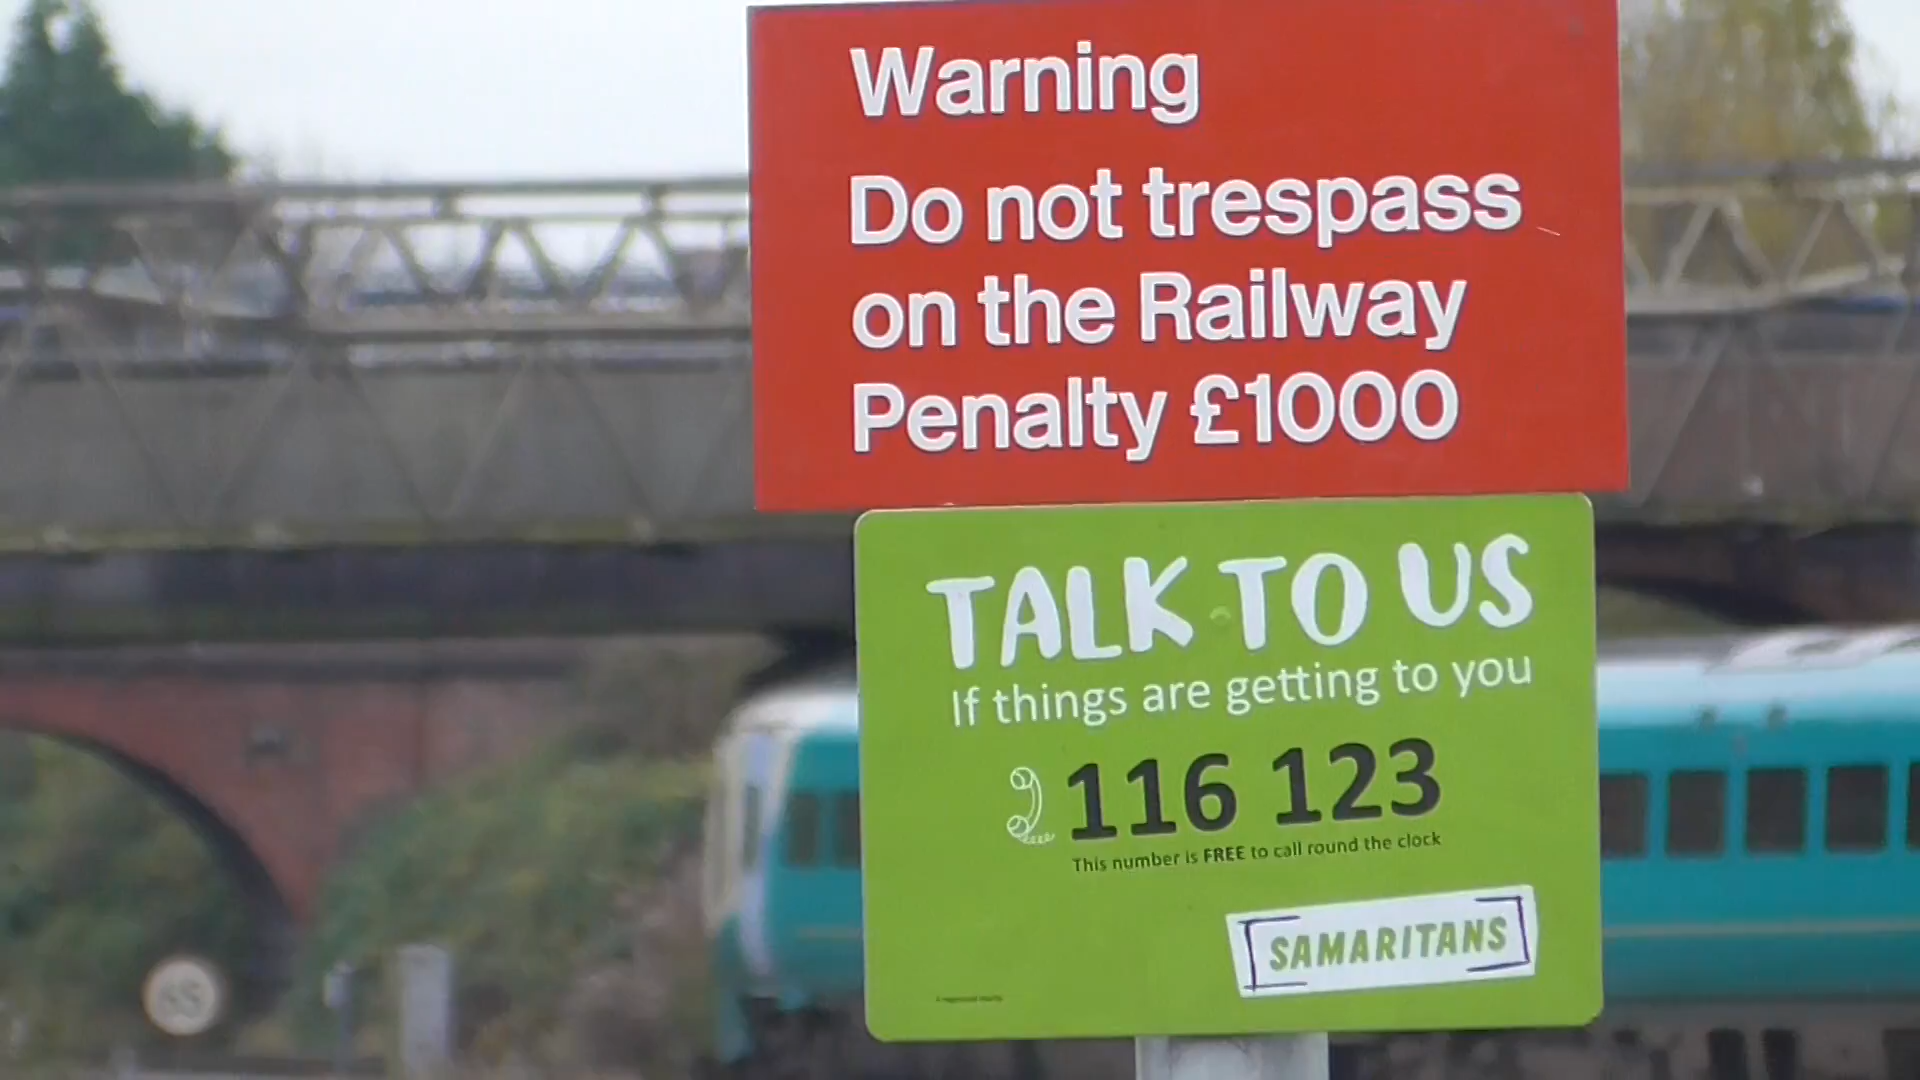 Warning
Do not trespass
on the Railway
Penalty £1000
TALK TO US
If things are getting to you
116 123
This number is FREE to call round the clock
SAMARITANS